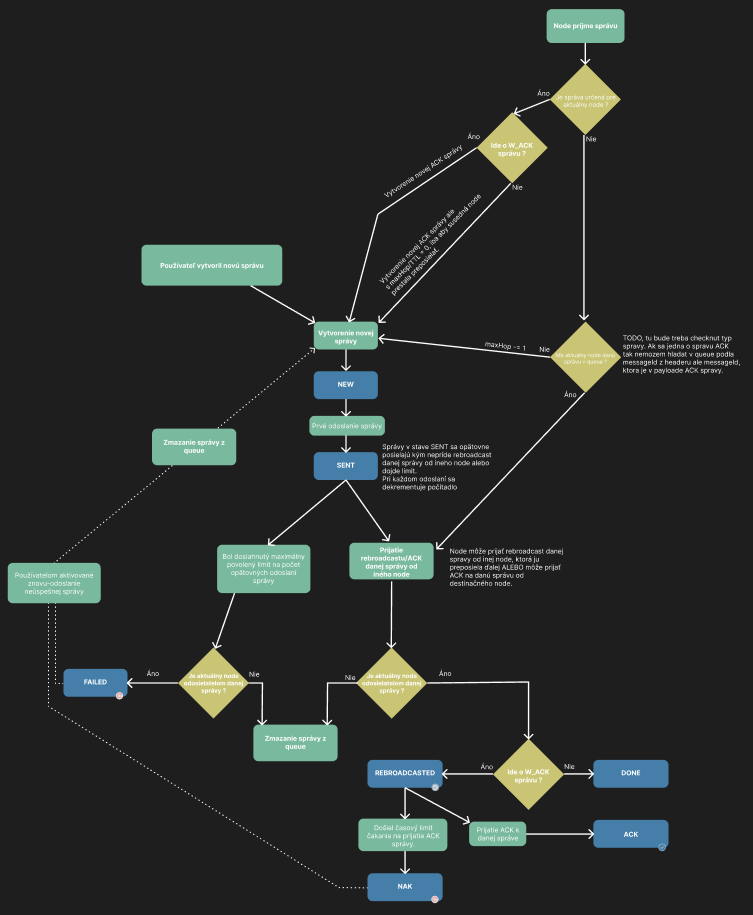 Node príjme správu
Je správa určená pre
aktuálny node ?
Áno
Nie
Ide o W_ACK
správu ?
Áno
Nie
Vytvorenie novej ACK správy
Vytvorenie novej ACK správy ale
s maxHop/TTL = 0, iba aby susedná node
prestala preposielať.
Používateľ vytvoril novú správu
Vytvorenie novej
správy
maxHop -= 1
Nie
Má aktuálny node danú
správu v queue ?
Áno
TODO, tu bude treba checknut typ
spravy. Ak sa jedna o spravu ACK
tak nemozem hladat v queue podla
messageId z headeru ale messageId,
ktora je v payloade ACK spravy.
NEW
Prvé odoslanie správy
Zmazanie správy z
queue
SENT
Správy v stave SENT sa opätovne
posielajú kým nepríde rebroadcast
danej správy od iného node alebo
dojde limit.
Pri každom odoslaní sa
dekrementuje počítadlo
Bol dosiahnutý maximálny
povolený limit na počet
opätovných odoslaní
správy
Prijatie
rebroadcastu/ACK
danej správy od
iného node
Node môže prijať rebroadcast danej
spravy od inej node, ktorá ju
preposiela ďalej ALEBO môže prijať
ACK na danú správu od
destinačného node.
Používateľom aktivované
znovu-odoslanie
neúspešnej správy
FAILED
Áno
Je aktuálny node
odosielateľom danej
správy ?
Nie
Nie
Je aktuálny node
odosielateľom danej
správy ?
Áno
Zmazanie správy z
queue
REBROADCASTED
Áno
Ide o W_ACK
správu ?
Nie
DONE
Došiel časový limit
čakania na prijatie ACK
správy.
Prijatie ACK k
danej správe
ACK
NAK